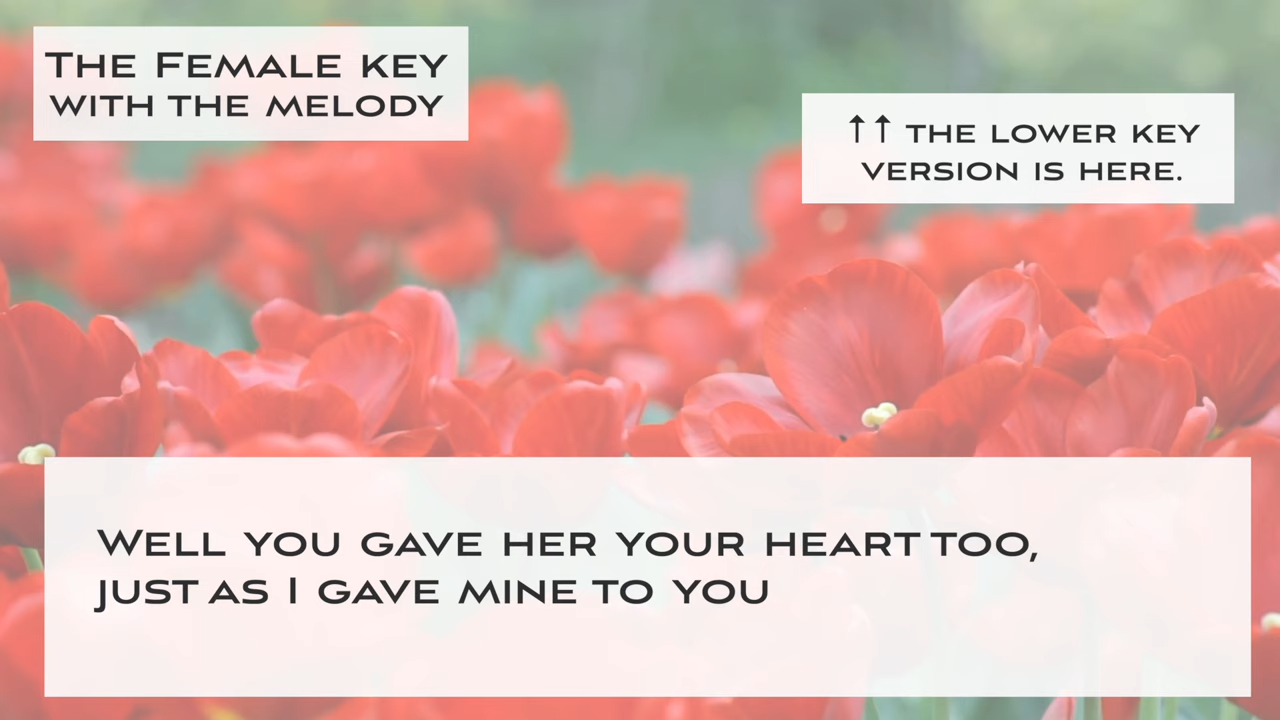 The Female key
with the melody
↑↑ the lower key
version is here.
Well you gave her your heart too,
just as I gave mine to you